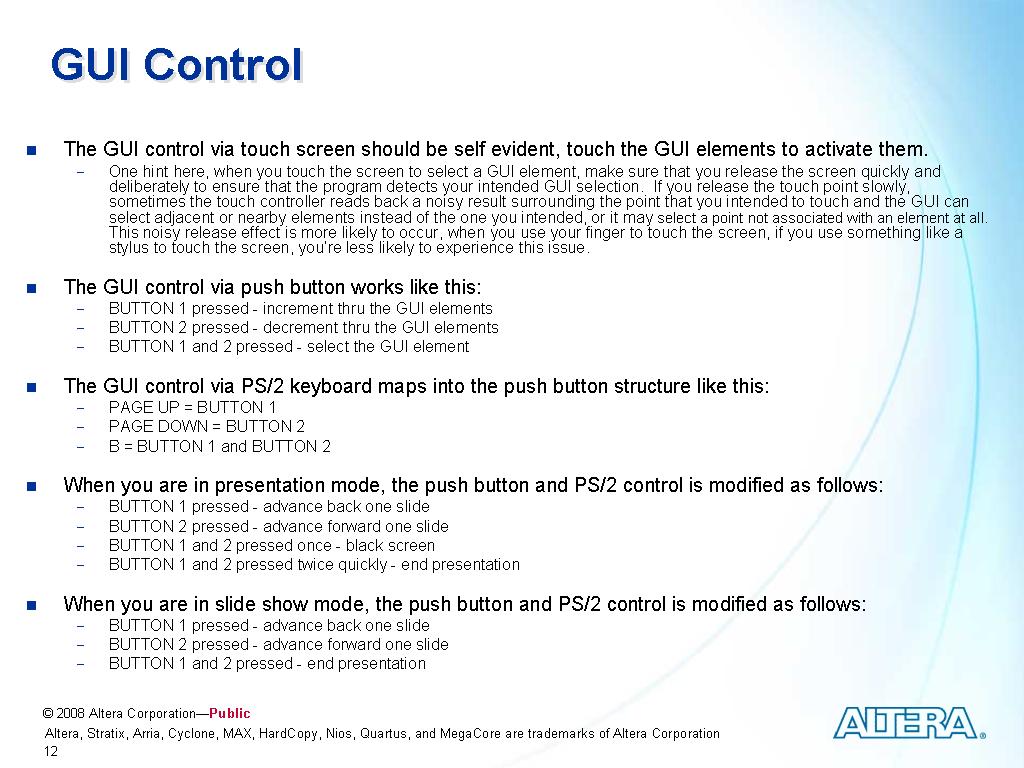 GUI Control
■ The GUI control via touch screen should be self evident, touch the GUI elements to activate them.
– One hint here, when you touch the screen to select a GUI element, make sure that you release the screen quickly and
deliberately to ensure that the program detects your intended GUI selection.  If you release the touch point slowly,
sometimes the touch controller reads back a noisy result surrounding the point that you intended to touch and the GUI can
select adjacent or nearby elements instead of the one you intended, or it may select a point not associated with an element at all.
This noisy release effect is more likely to occur, when you use your finger to touch the screen, if you use something like a
stylus to touch the screen, you're less likely to experience this issue.
■ The GUI control via push button works like this:
– BUTTON 1 pressed - increment thru the GUI elements
– BUTTON 2 pressed - decrement thru the GUI elements
– BUTTON 1 and 2 pressed - select the GUI element
■ The GUI control via PS/2 keyboard maps into the push button structure like this:
– PAGE UP = BUTTON 1
– PAGE DOWN = BUTTON 2
– B = BUTTON 1 and BUTTON 2
■ When you are in presentation mode, the push button and PS/2 control is modified as follows:
– BUTTON 1 pressed - advance back one slide
– BUTTON 2 pressed - advance forward one slide
– BUTTON 1 and 2 pressed once - black screen
– BUTTON 1 and 2 pressed twice quickly - end presentation
■ When you are in slide show mode, the push button and PS/2 control is modified as follows:
– BUTTON 1 pressed - advance back one slide
– BUTTON 2 pressed - advance forward one slide
– BUTTON 1 and 2 pressed - end presentation
© 2008 Altera Corporation—Public
Altera, Stratix, Arria, Cyclone, MAX, HardCopy, Nios, Quartus, and MegaCore are trademarks of Altera Corporation
12
ALTERA®